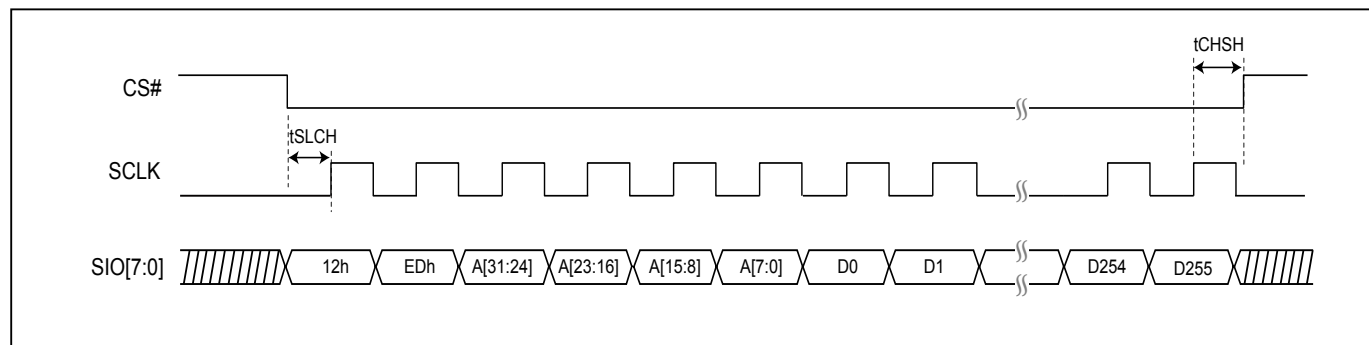 tCHSH
CS#
tSLCH
SCLK
SIO[7:0] 12h EDh A[31:24] A[23:16] A[15:8] A[7:0] D0 D1 D254 D255